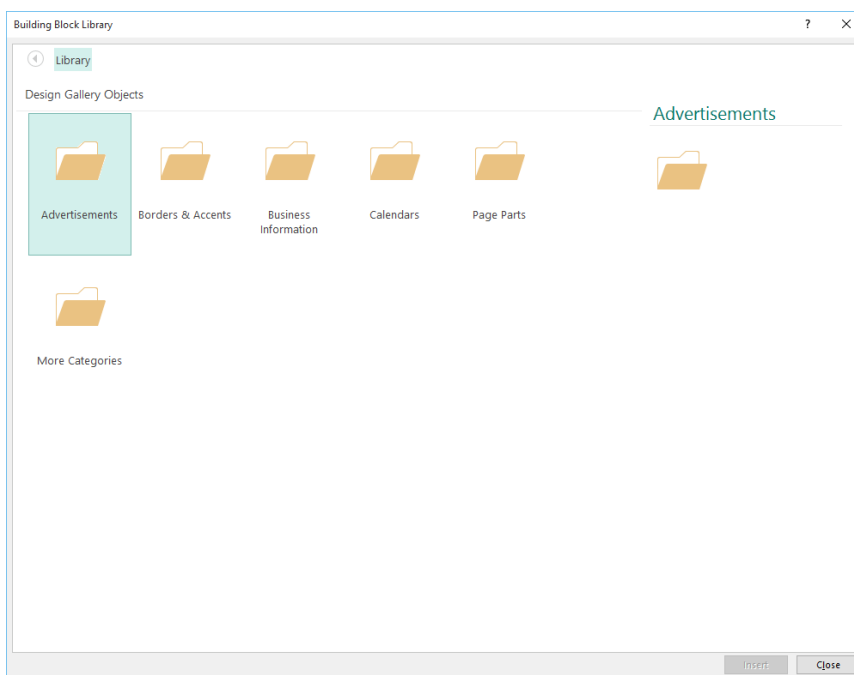 Building Block Library
?
Library
Design Gallery Objects
Advertisements
Advertisements
Borders & Accents
Business
Information
Calendars
Page Parts
More Categories
Insert
Close